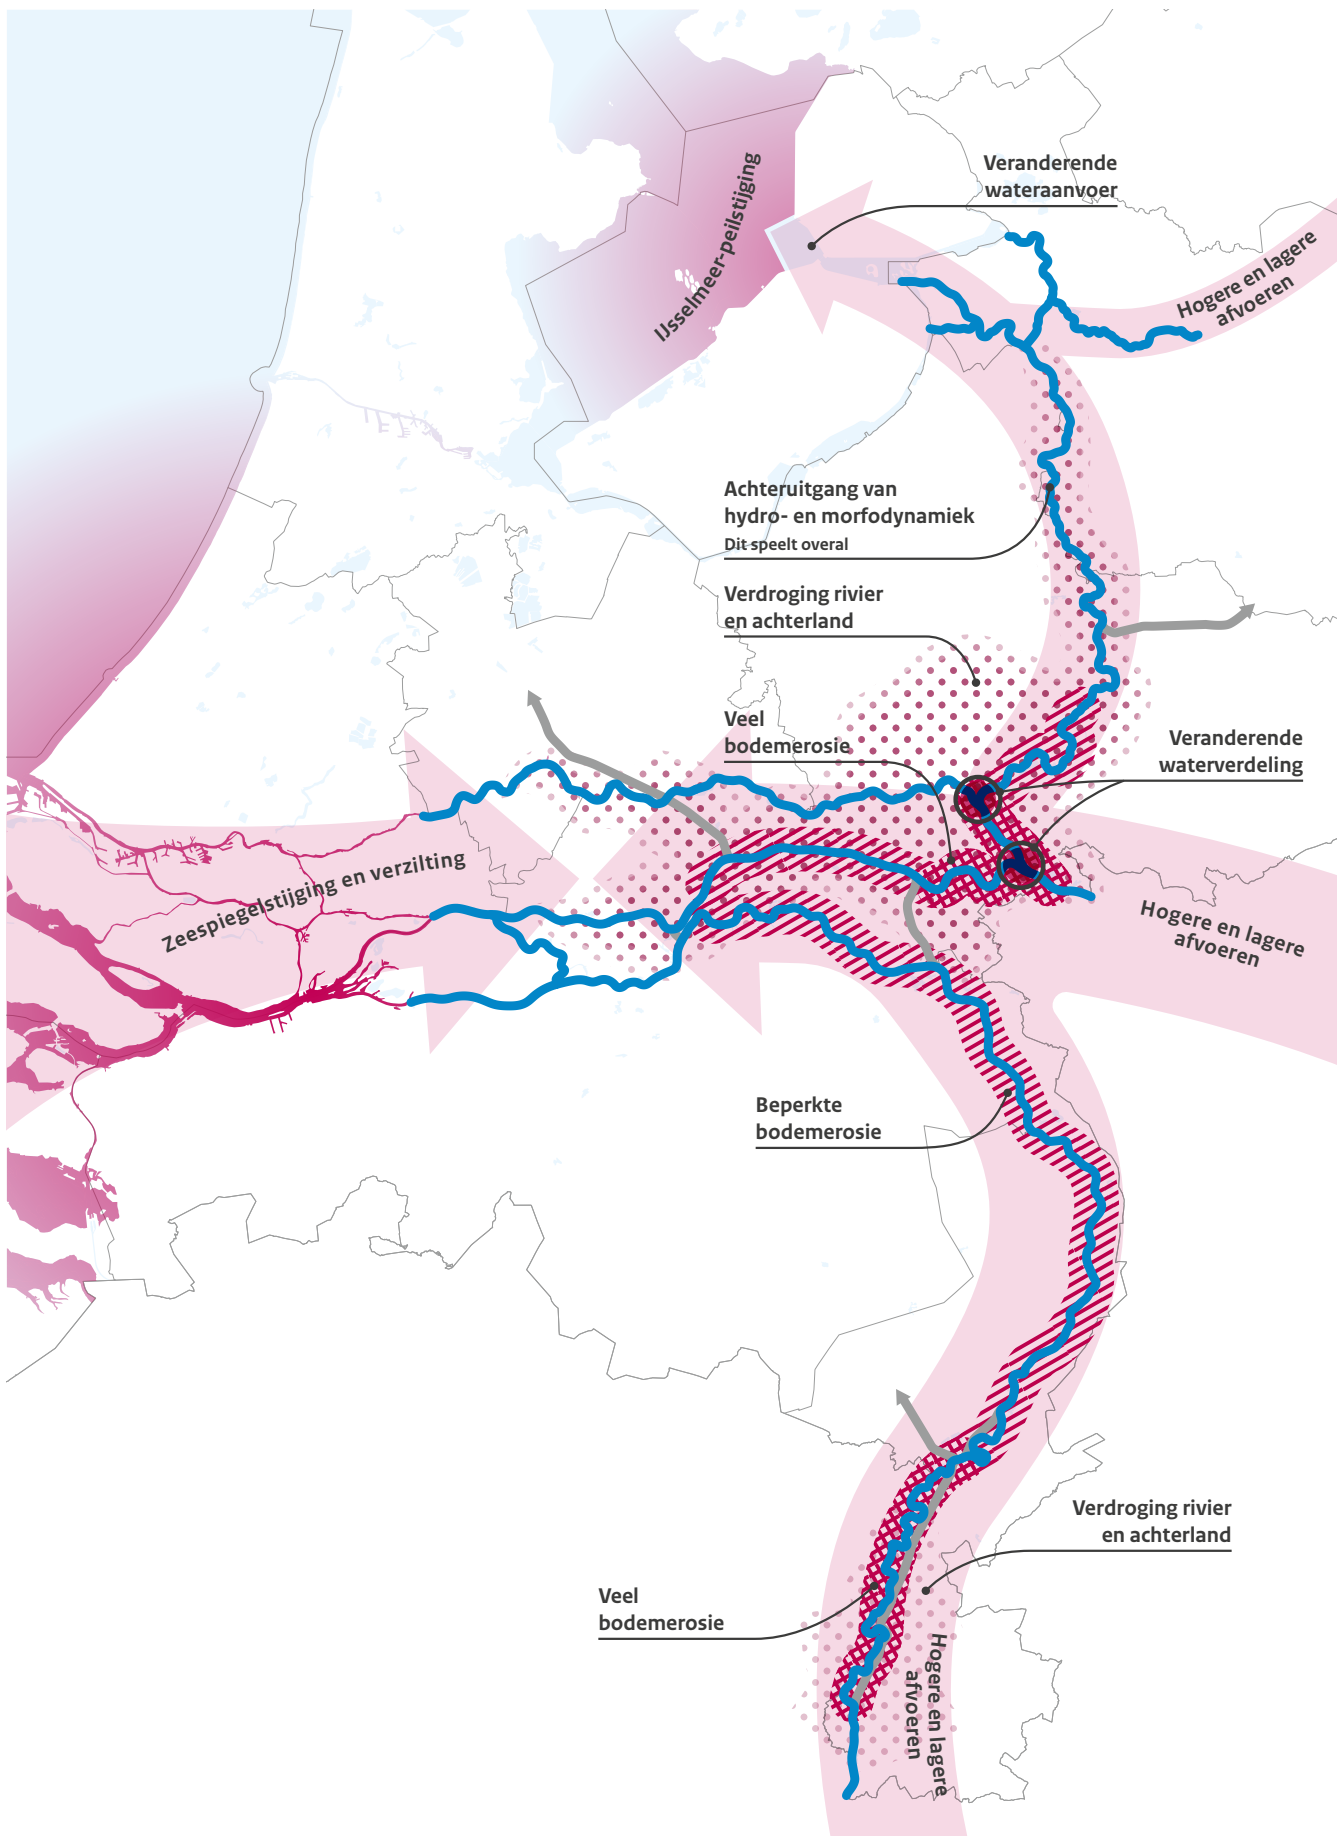 Veranderende
wateraanvoer
IJsselmeer-peilstijging
Hogere en lagere
afvoeren
Achteruitgang van
hydro- en morfodynamiek
Dit speelt overal
Verdroging rivier
en achterland
Veel
bodemerosie
Veranderende
waterverdeling
Zeespiegelstijging en verzilting
Hogere en lagere
afvoeren
Beperkte
bodemerosie
Verdroging rivier
en achterland
Veel
bodemerosie
Hogere en lagere
afvoeren